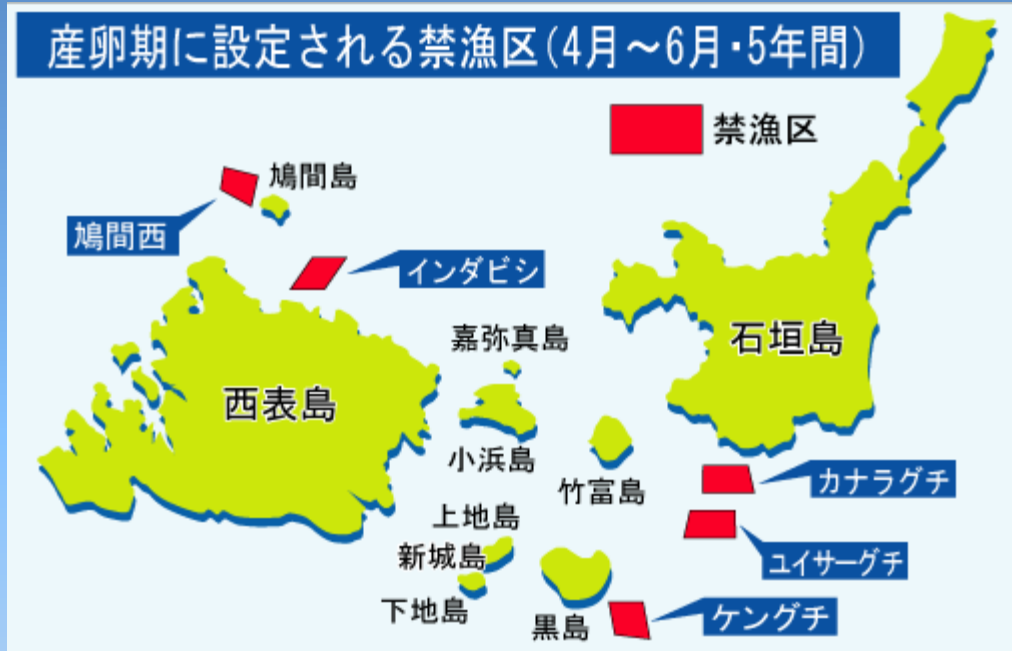 産卵期に設定される禁漁区(4月～6月・5年間)
禁漁区
鳩間島
鳩間西
インダビシ
嘉弥真島
石垣島
西表島
小浜島
竹富島
カナラグチ
上地島
新城島
ユイサーグチ
下地島
黒島
ケングチ